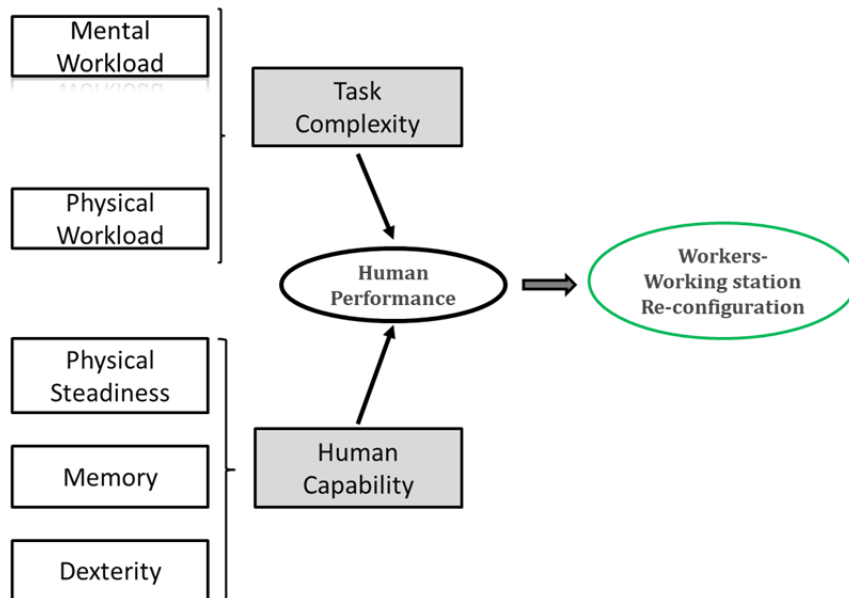 Mental
Workload
Task
Complexity
Physical
Workload
Human
Performance
Workers-
Working station
Re-configuration
Physical
Steadiness
Human
Capability
Memory
Dexterity